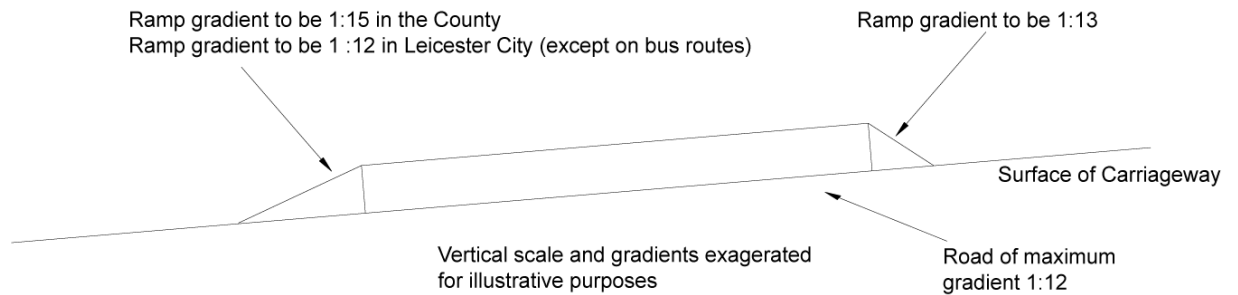 Ramp gradient to be 1:15 in the County
Ramp gradient to be 1 :12 in Leicester City (except on bus routes)
Ramp gradient to be 1:13
Surface of Carriageway
Vertical scale and gradients exagerated
for illustrative purposes
Road of maximum
gradient 1:12